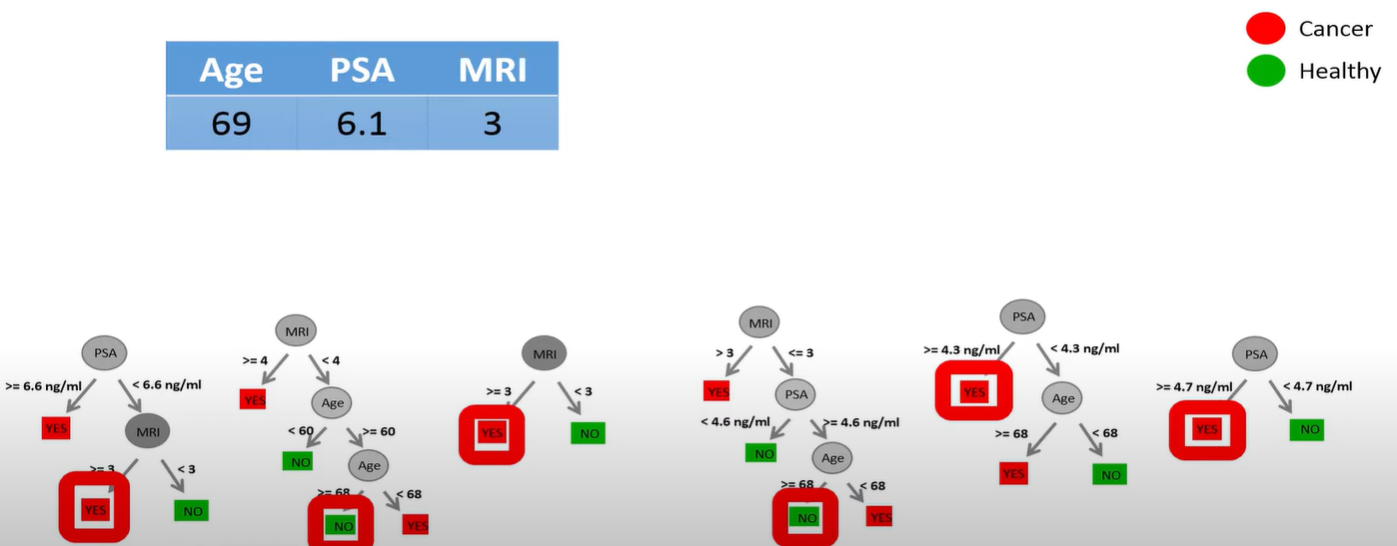 Cancer
Healthy
Age PSA MRI
69 6.1 3
PSA
>= 6.6 ng/ml
< 6.6 ng/ml
YES
MRI
>= 3
< 3
YES
NO
MRI
>= 4
< 4
YES
Age
< 60
>= 60
NO
Age
>= 68
< 68
NO
YES
MRI
>= 3
< 3
YES
NO
MRI
> 3
<= 3
YES
PSA
< 4.6 ng/ml
>= 4.6 ng/ml
NO
Age
>= 68
< 68
NO
YES
PSA
>= 4.3 ng/ml
< 4.3 ng/ml
YES
Age
>= 68
< 68
YES
NO
PSA
>= 4.7 ng/ml
< 4.7 ng/ml
YES
NO